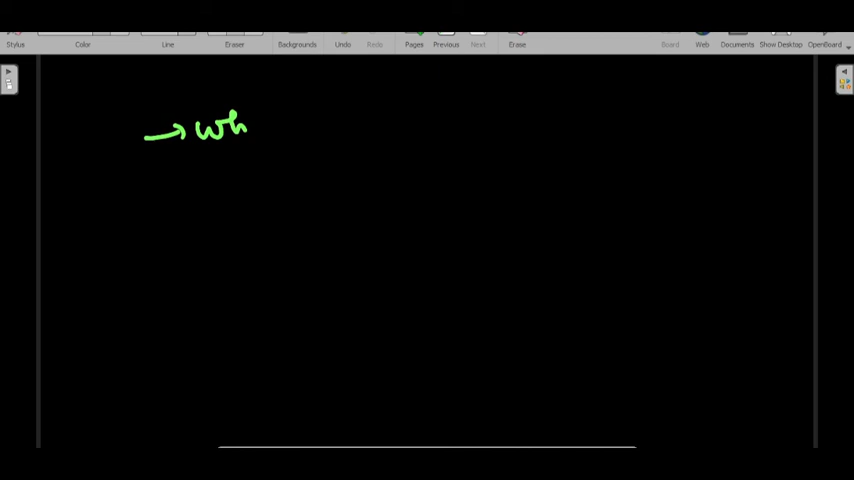 Stylus Color Line Eraser Backgrounds Undo Redo Pages Previous Next Erase Board Web Documents Show Desktop OpenBoard
→ Wh